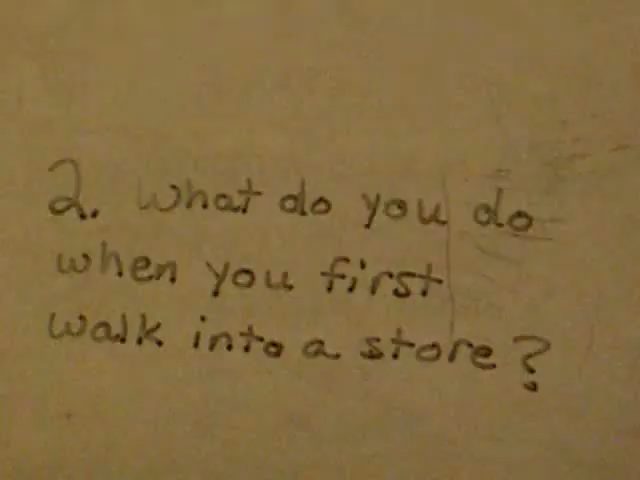 2. What do you do
when you first
walk into a store?